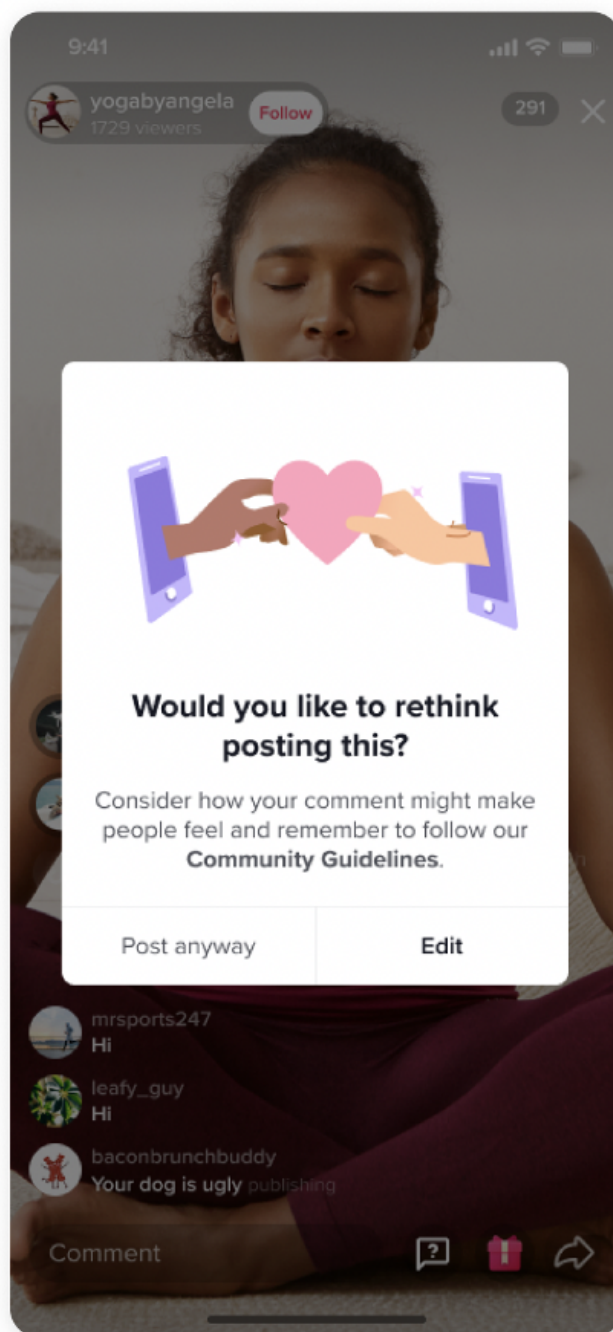 9:41
yogabyangela
1729 viewers
Follow
291
Would you like to rethink
posting this?
Consider how your comment might make
people feel and remember to follow our
Community Guidelines.
Post anyway
Edit
mrsports247
Hi
leafy_guy
Hi
baconbrunchbuddy
Your dog is ugly publishing
Comment
?